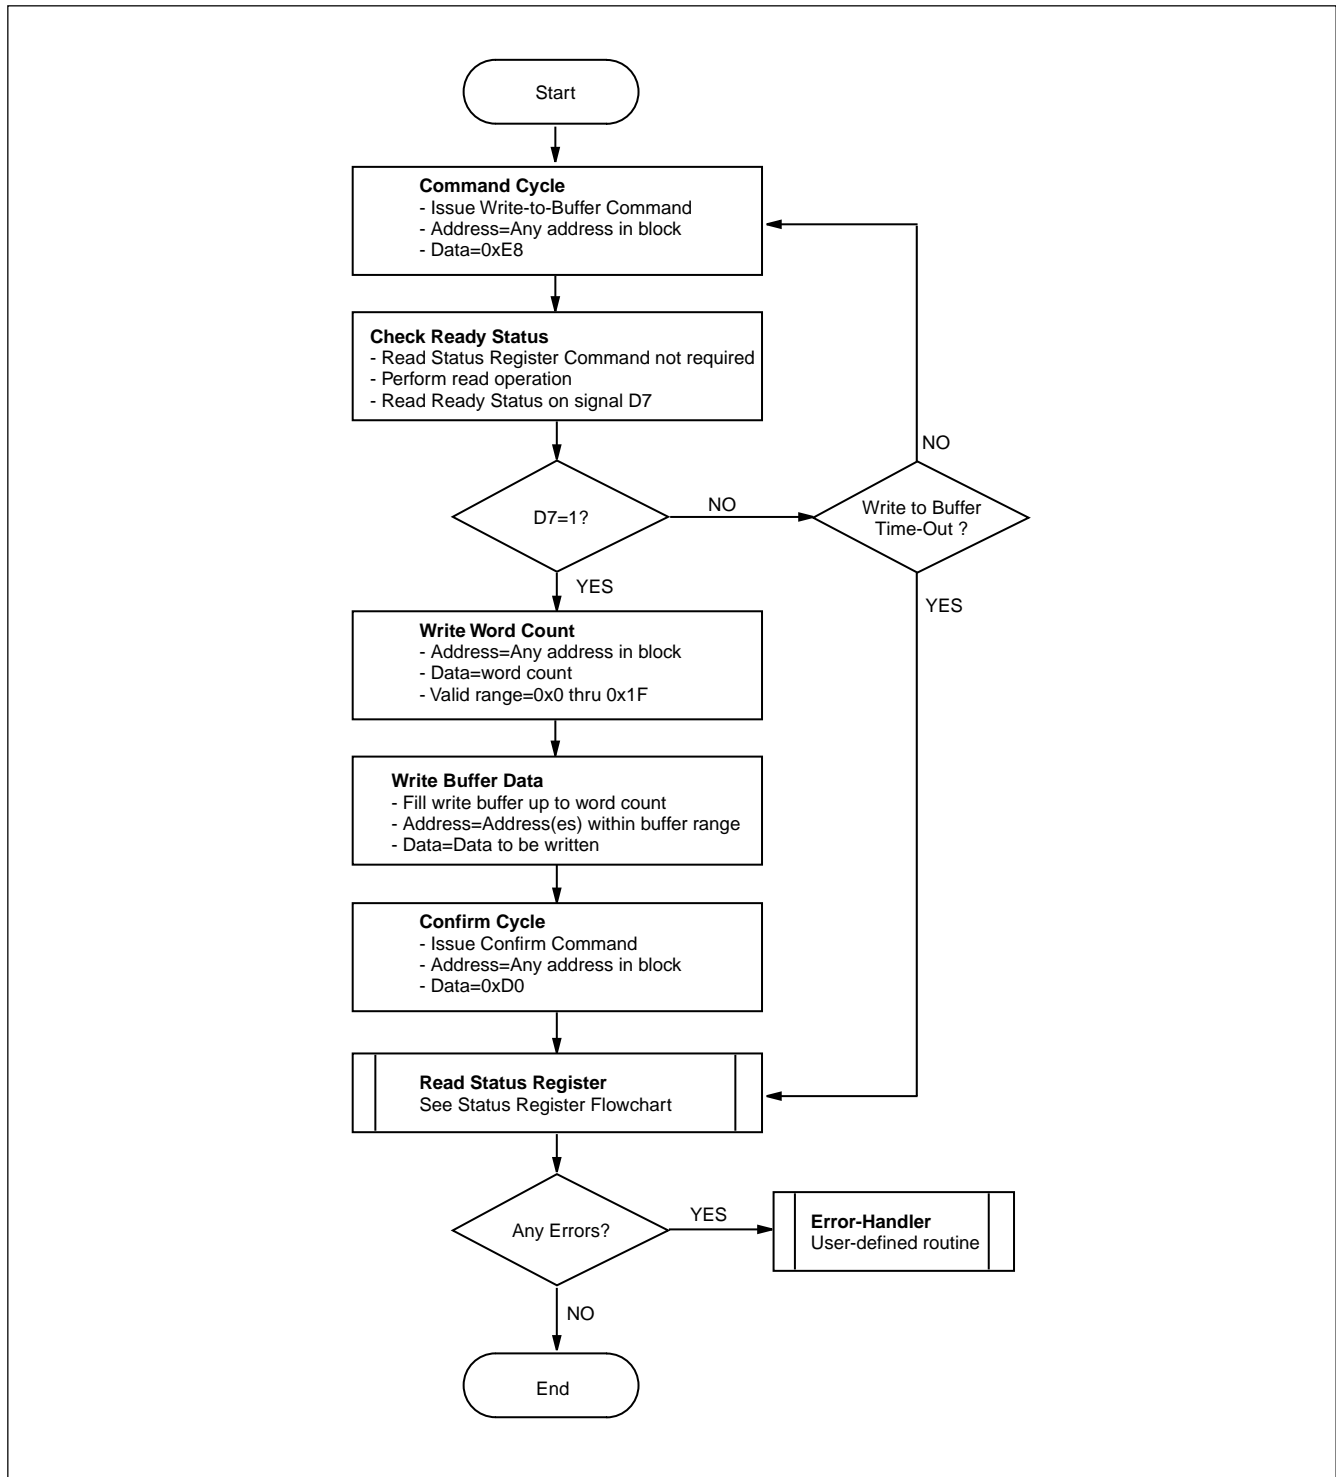 Start
Command Cycle
- Issue Write-to-Buffer Command
- Address=Any address in block
- Data=0xE8
Check Ready Status
- Read Status Register Command not required
- Perform read operation
- Read Ready Status on signal D7
NO
D7=1?
NO
Write to Buffer
Time-Out ?
YES
YES
Write Word Count
- Address=Any address in block
- Data=word count
- Valid range=0x0 thru 0x1F
Write Buffer Data
- Fill write buffer up to word count
- Address=Address(es) within buffer range
- Data=Data to be written
Confirm Cycle
- Issue Confirm Command
- Address=Any address in block
- Data=0xD0
Read Status Register
See Status Register Flowchart
Any Errors?
YES
Error-Handler
User-defined routine
NO
End